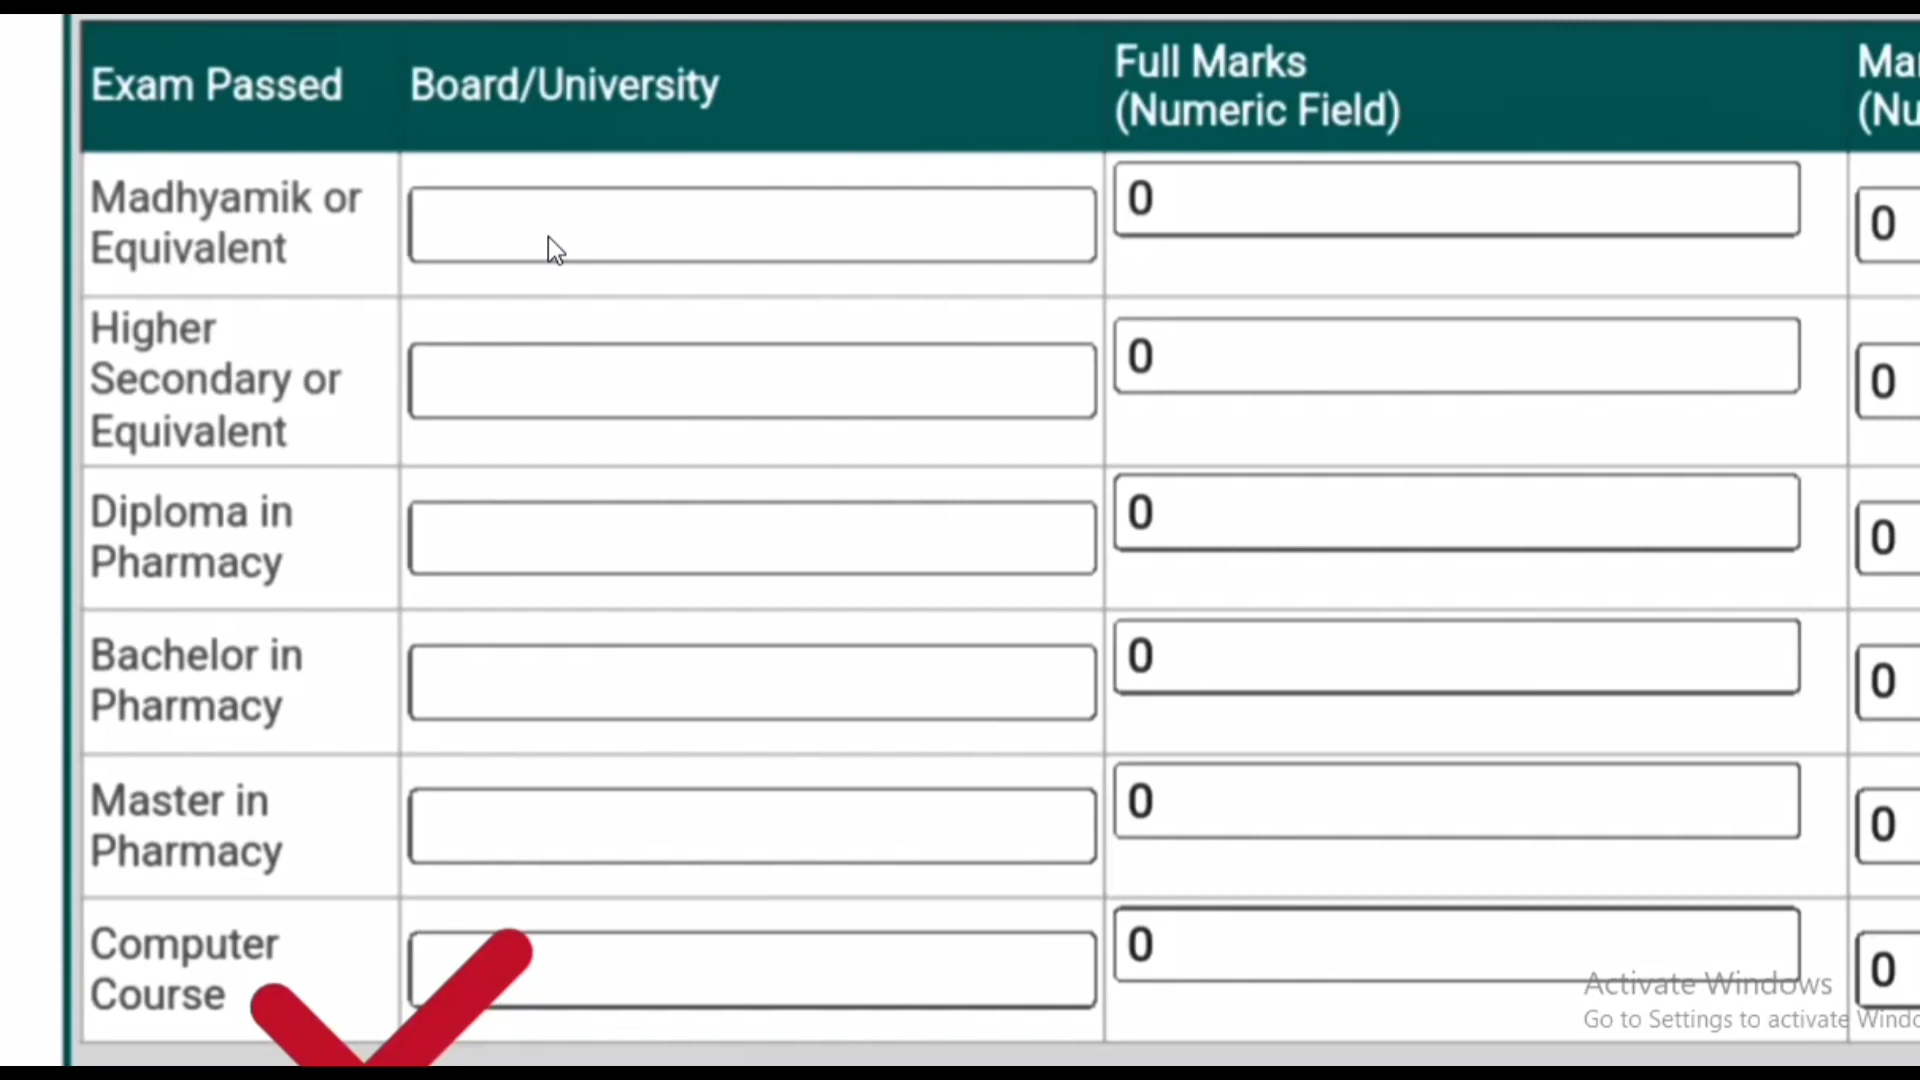 Exam Passed
Board/University
Full Marks
(Numeric Field)
Madhyamik or
Equivalent
0
0
Higher
Secondary or
Equivalent
0
0
Diploma in
Pharmacy
0
0
Bachelor in
Pharmacy
0
0
Master in
Pharmacy
0
0
Computer
Course
0
0
Activate Windows
Go to Settings to activate